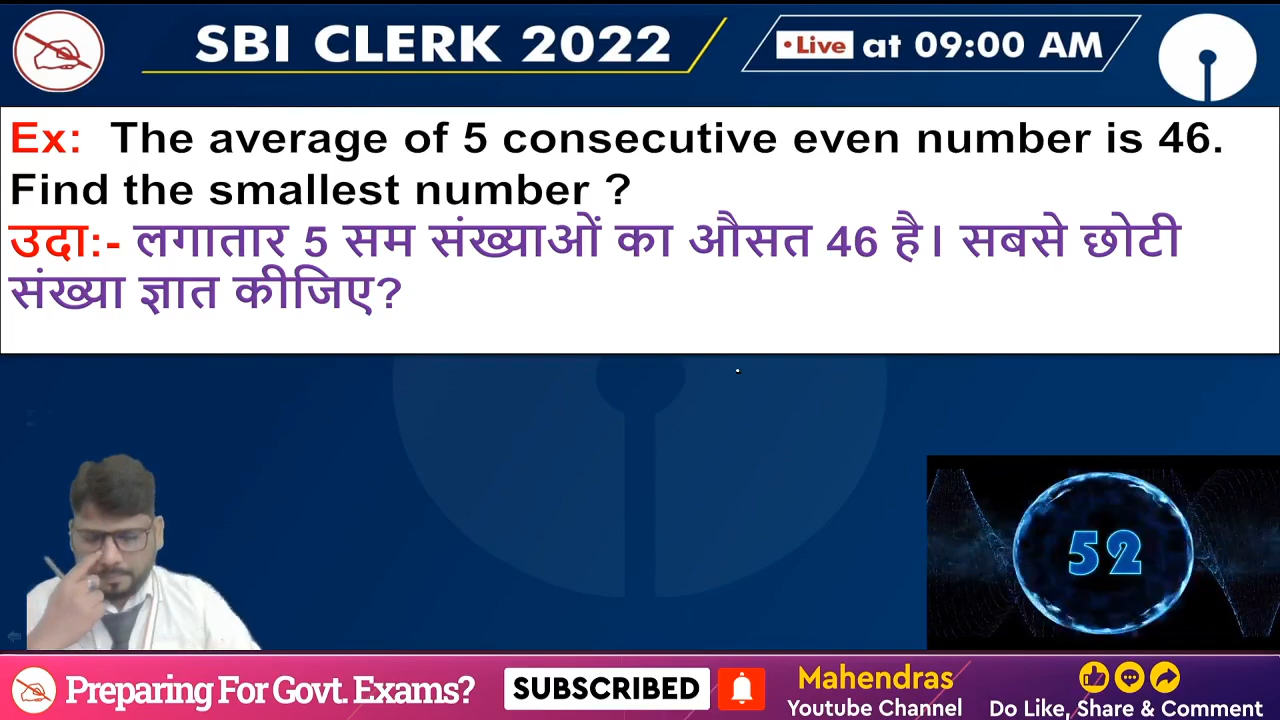 SBI CLERK 2022
•Live at 09:00 AM
Ex: The average of 5 consecutive even number is 46.
Find the smallest number ?
उदा:- लगातार 5 सम संख्याओं का औसत 46 है। सबसे छोटी
संख्या ज्ञात कीजिए?
52
Preparing For Govt. Exams?
SUBSCRIBED
Mahendras
Youtube Channel
Do Like, Share & Comment